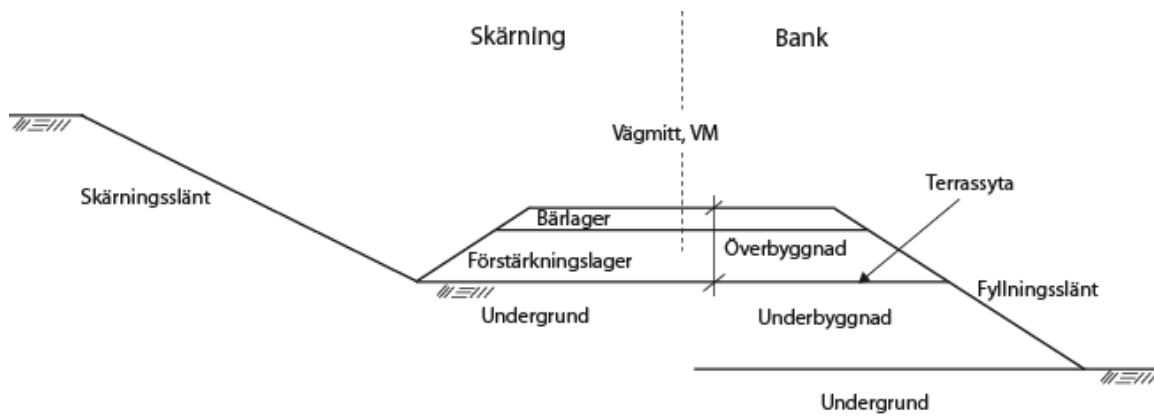 Skärning
Bank
Vägmitt, VM
Skärningsslänt
Terrassyta
Bärlager
Förstärkningslager
Överbyggnad
Fyllningsslänt
Undergrund
Underbyggnad
Undergrund